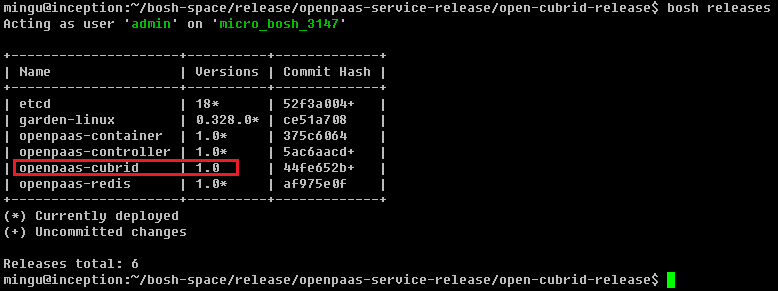 mingu@inception:~/bosh-space/release/openpaas-service-release/open-cubrid-release$ bosh releases
Acting as user 'admin' on 'micro_bosh_3147'
+---------------------+----------+-------------+
| Name                | Versions | Commit Hash |
+---------------------+----------+-------------+
| etcd                | 18*      | 52f3a004+   |
| garden-linux        | 0.328.0* | ce51a708    |
| openpaas-container  | 1.0*     | 375c6064    |
| openpaas-controller | 1.0*     | 5ac6aacd+   |
| openpaas-cubrid     | 1.0      | 44fe652b+   |
| openpaas-redis      | 1.0*     | af975e0f    |
+---------------------+----------+-------------+
(*) Currently deployed
(+) Uncommitted changes
Releases total: 6
mingu@inception:~/bosh-space/release/openpaas-service-release/open-cubrid-release$